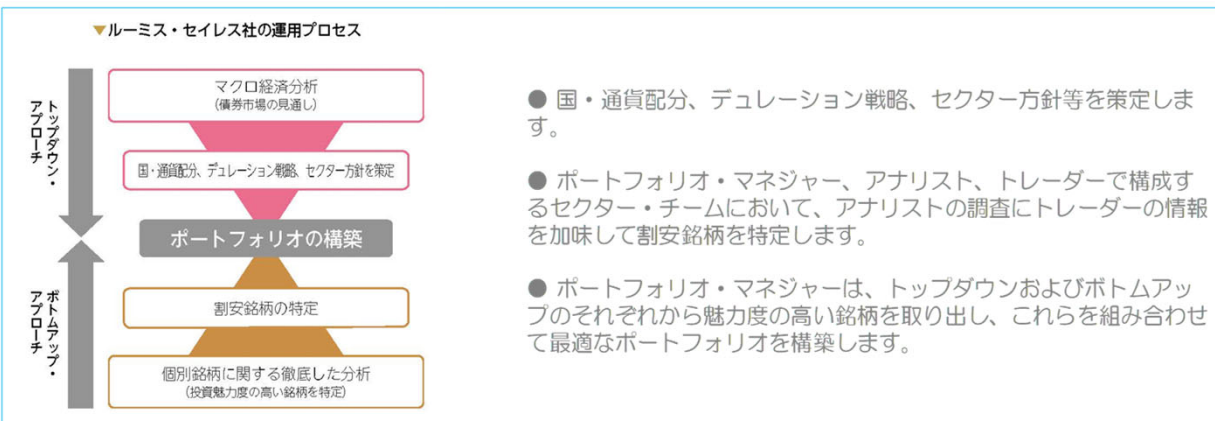 ▼ルーミス・セイレス社の運用プロセス
トップダウン・
アプローチ
マクロ経済分析
(債券市場の見通し)
国・通貨配分、デュレーション戦略、セクター方針を策定
ポートフォリオの構築
ボトムアップ・
アプローチ
割安銘柄の特定
個別銘柄に関する徹底した分析
(投資魅力度の高い銘柄を特定)
● 国・通貨配分、デュレーション戦略、セクター方針等を策定しま
す。
● ポートフォリオ・マネジャー、アナリスト、トレーダーで構成す
るセクター・チームにおいて、アナリストの調査にトレーダーの情報
を加味して割安銘柄を特定します。
● ポートフォリオ・マネジャーは、トップダウンおよびボトムアッ
プのそれぞれから魅力度の高い銘柄を取り出し、これらを組み合わせ
て最適なポートフォリオを構築します。